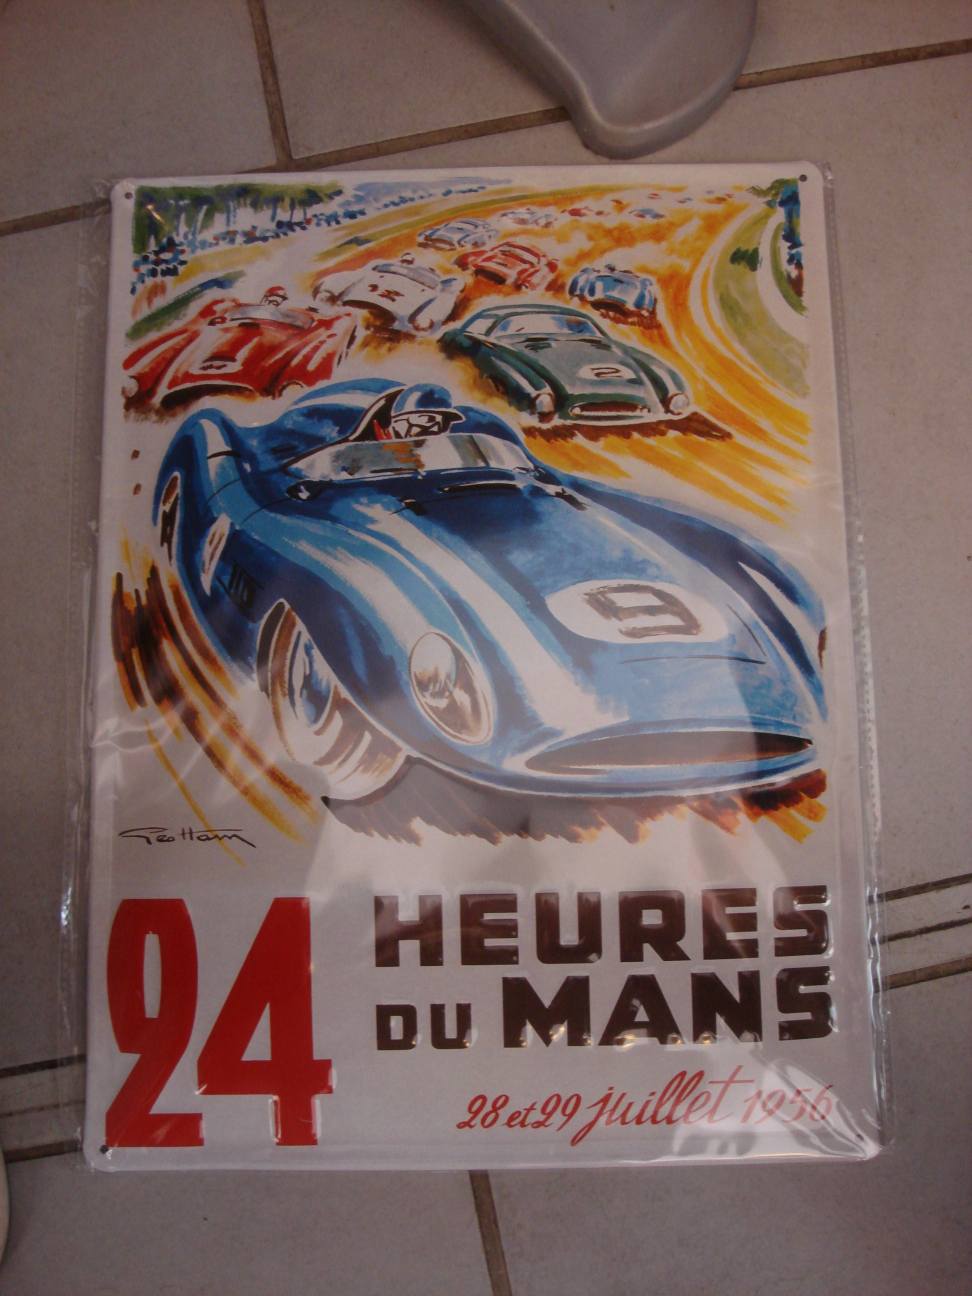 2
9
Geo Ham
24
HEURES
DU MANS
28 et 29 juillet 1956